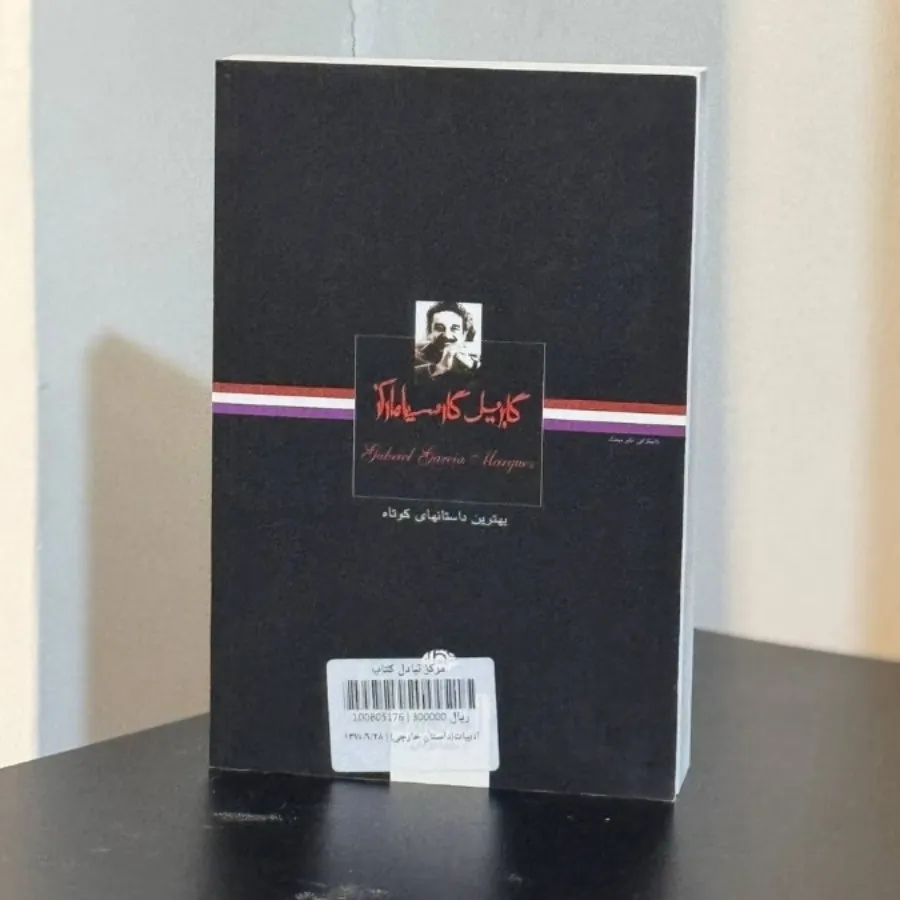 گابریل گارسیا مارکز
Gabriel Garcia Marquez
بهترین داستانهای کوتاه
مرکز تبادل کتاب
100805176 | 300000 ریال
ادبیات(داستان خارجی) |